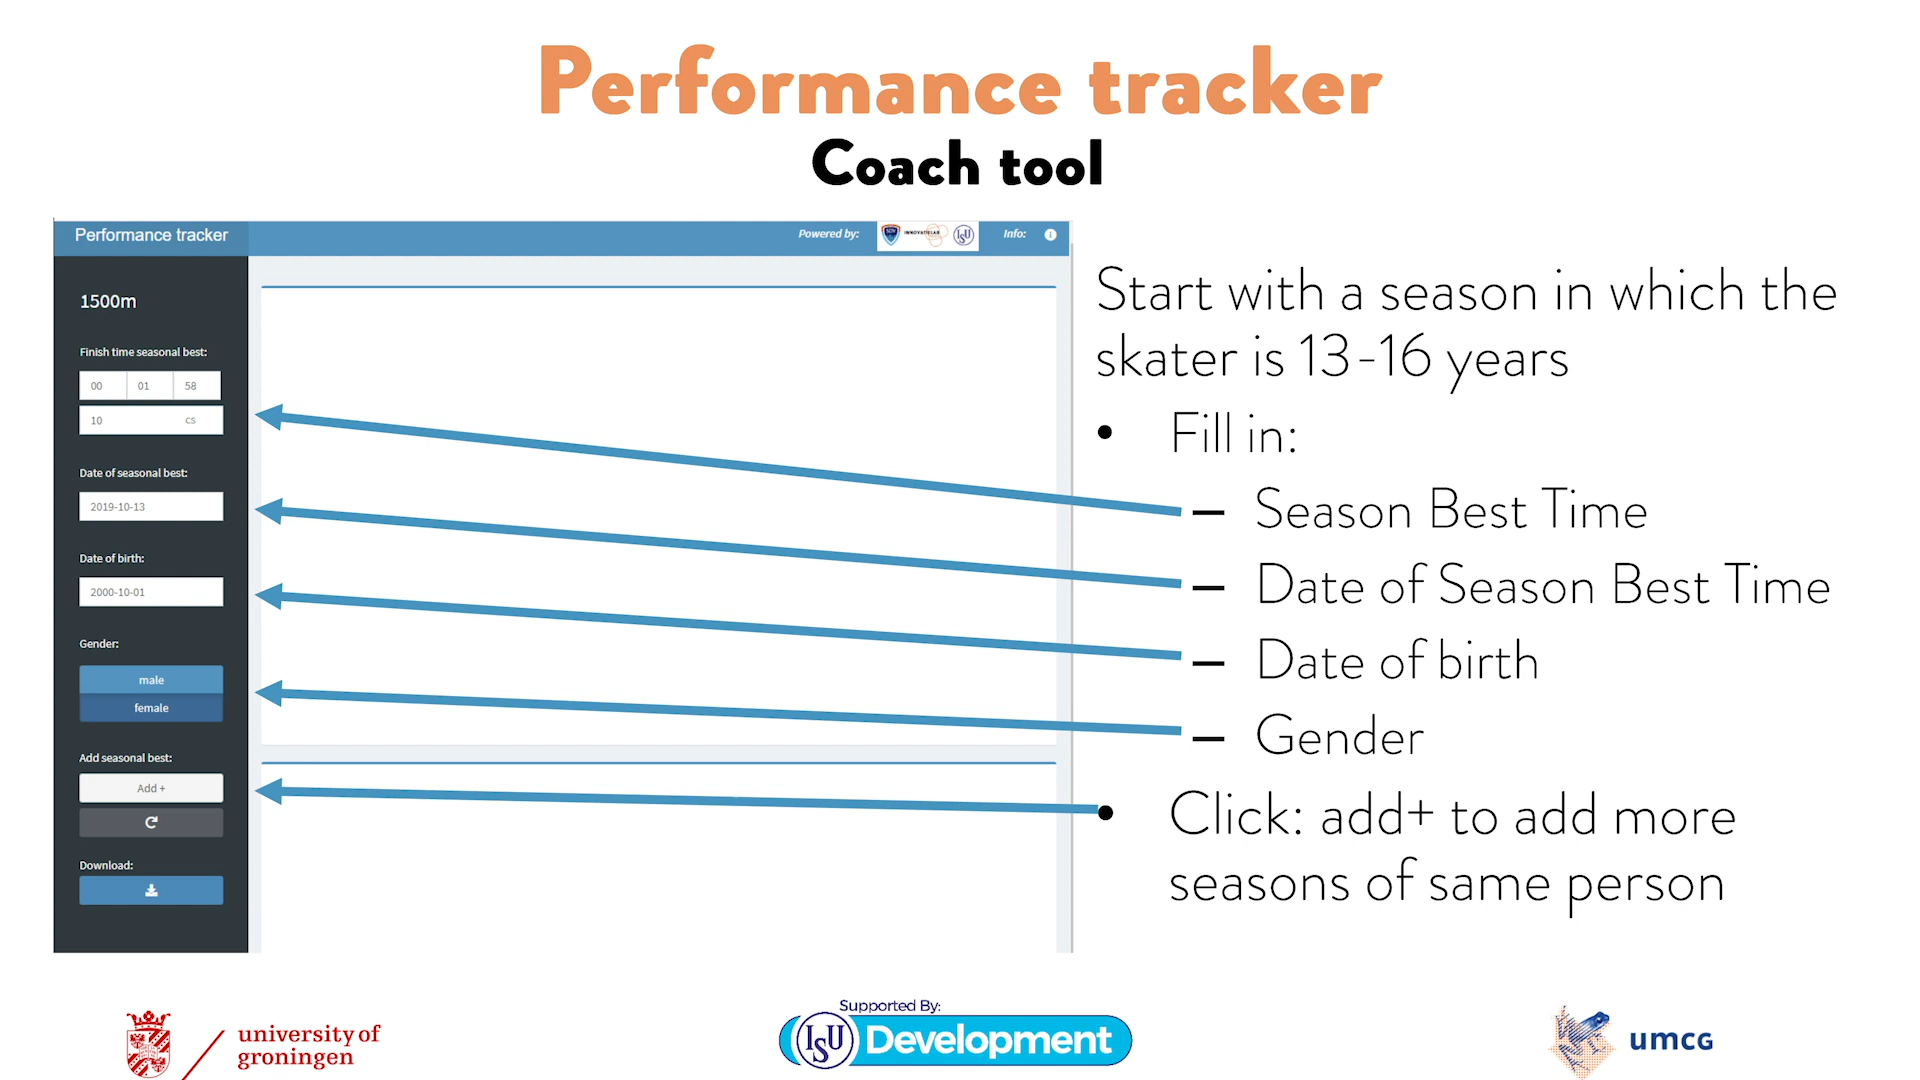 Performance tracker
Coach tool
Performance tracker
Powered by:
INNOVATIELAB
ISU
Info:
1500m
Finish time seasonal best:
00 01 58
10 cs
Date of seasonal best:
2019-10-13
Date of birth:
2000-10-01
Gender:
male
female
Add seasonal best:
Add +
Download:
Start with a season in which the
skater is 13-16 years
• Fill in:
– Season Best Time
– Date of Season Best Time
– Date of birth
– Gender
• Click: add+ to add more
seasons of same person
university of
groningen
Supported By:
ISU Development
umcg